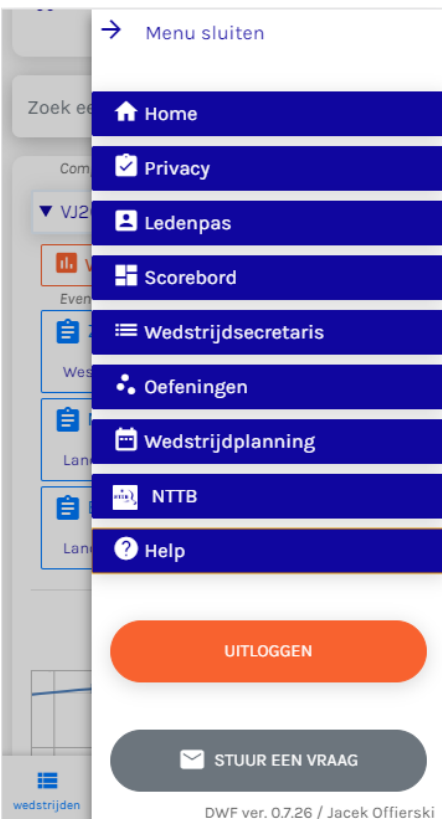 Menu sluiten
Zoek ee
Home
Com
Privacy
VJ2
Ledenpas
Scorebord
Even
Wedstrijdsecretaris
Wes
Oefeningen
Wedstrijdplanning
Lan
NTTB
Help
Lan
UITLOGGEN
STUUR EEN VRAAG
wedstrijden
DWF ver. 0.7.26 / Jacek Offierski